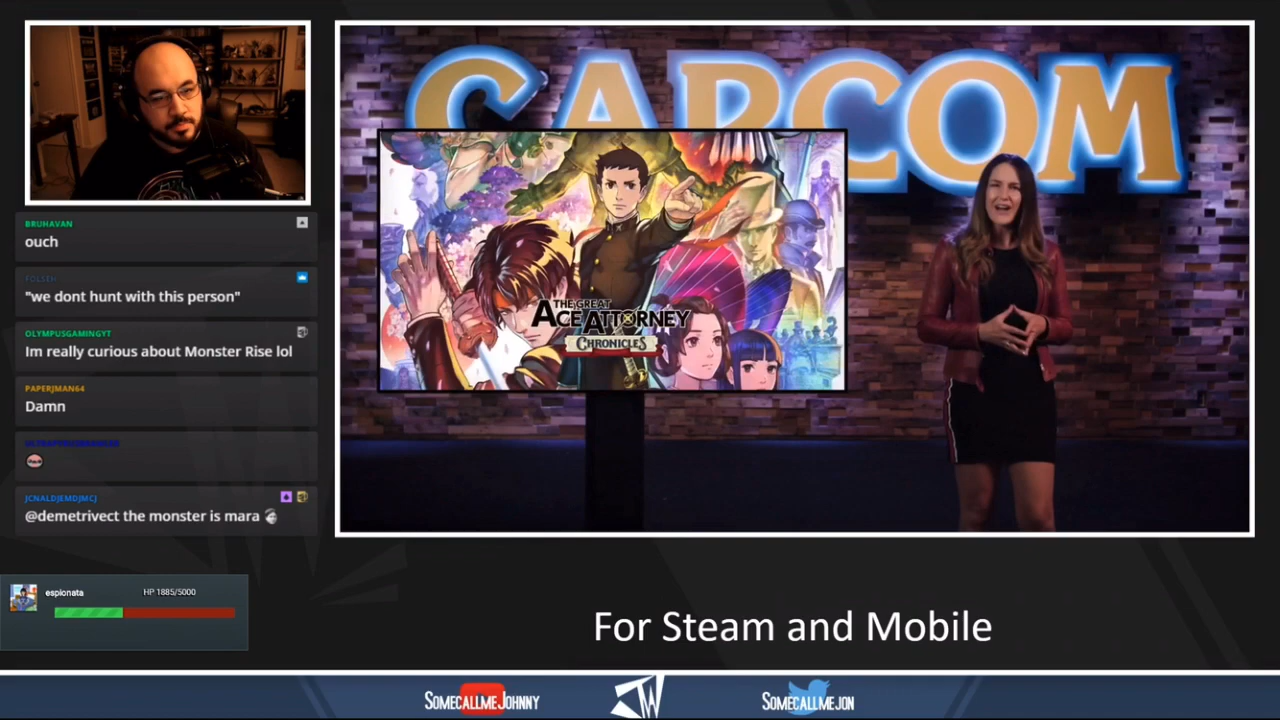 CAPCOM
THE GREAT
ACE ATTORNEY
CHRONICLES
BRUHAVAN
ouch
FOLSEH
"we dont hunt with this person"
OLYMPUSGAMINGYT
Im really curious about Monster Rise lol
PAPERJMAN64
Damn
JCNALDJEMDJMCJ
@demetrivect the monster is mara
espionata
HP 1885/5000
For Steam and Mobile
SOMECALLMEJOHNNY
SOMECALLMEJON